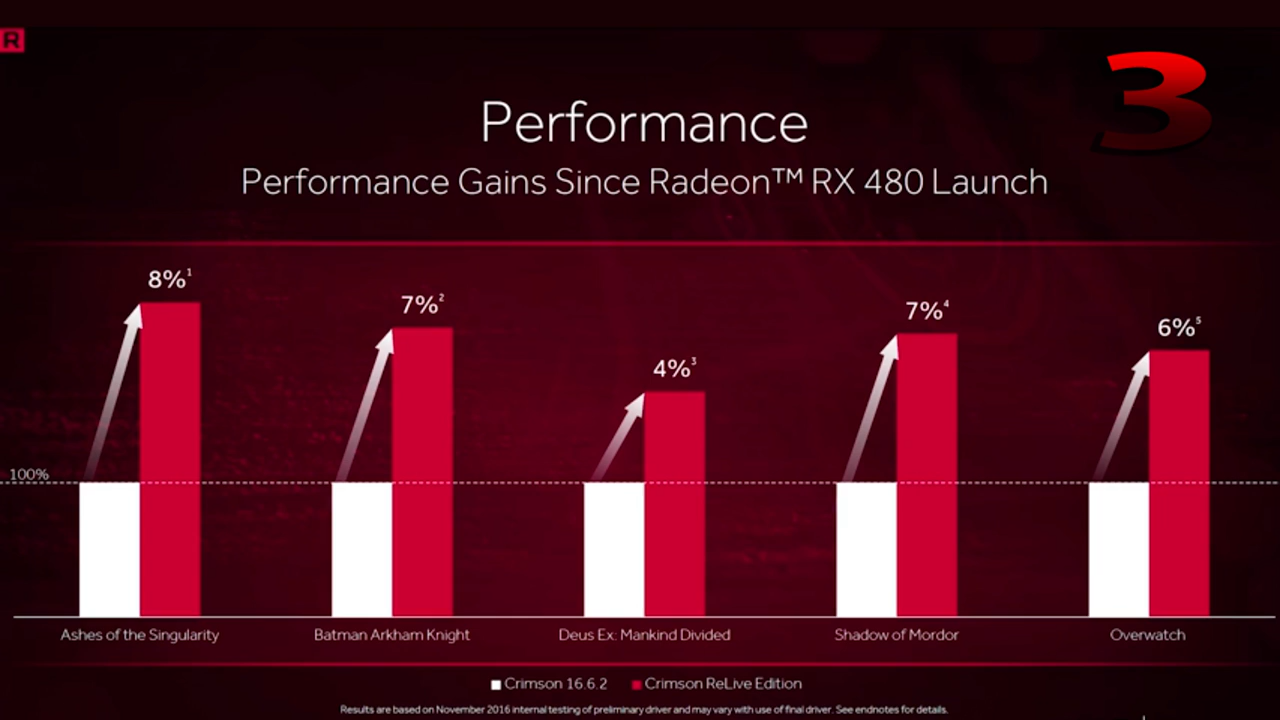 R
3
Performance
Performance Gains Since Radeon™ RX 480 Launch
8%¹
7%²
4%³
7%⁴
6%⁵
100%
Ashes of the Singularity
Batman Arkham Knight
Deus Ex: Mankind Divided
Shadow of Mordor
Overwatch
Crimson 16.6.2
Crimson ReLive Edition
Results are based on November 2016 internal testing of preliminary driver and may vary with use of final driver. See endnotes for details.